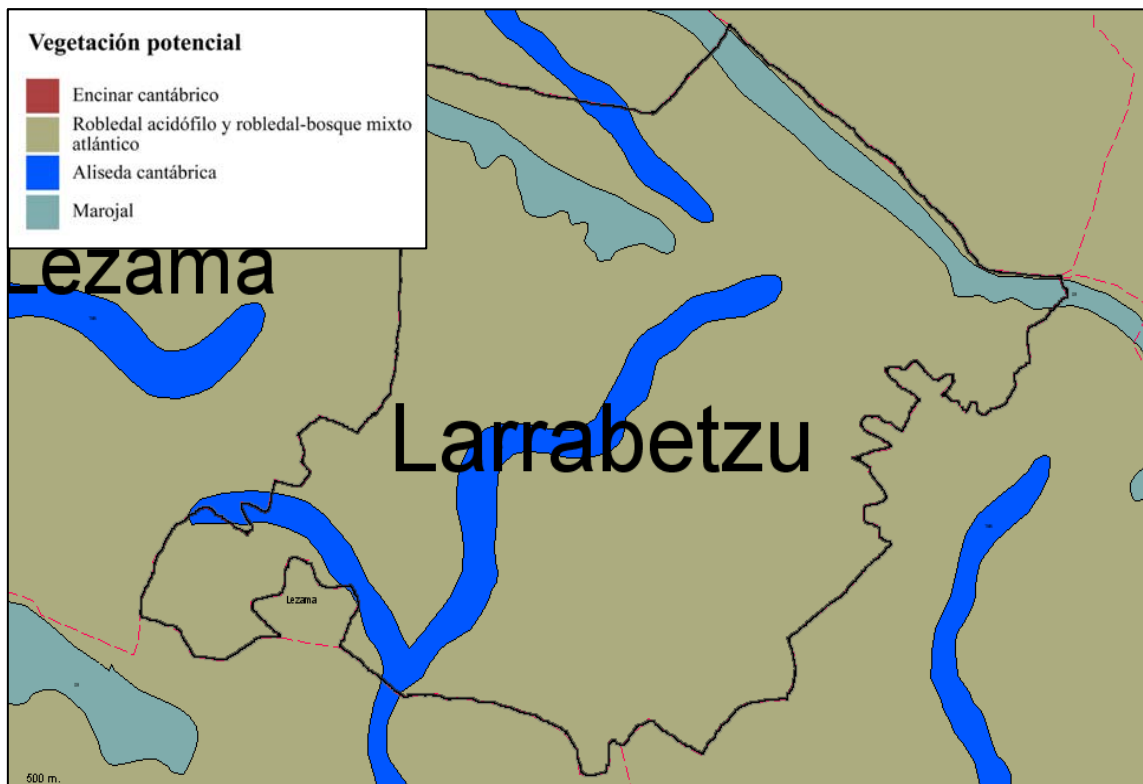 Vegetación potencial
Encinar cantábrico
Robledal acidófilo y robledal-bosque mixto
atlántico
Aliseda cantábrica
Marojal
Lezama
Larrabetzu
Lezama
500 m.